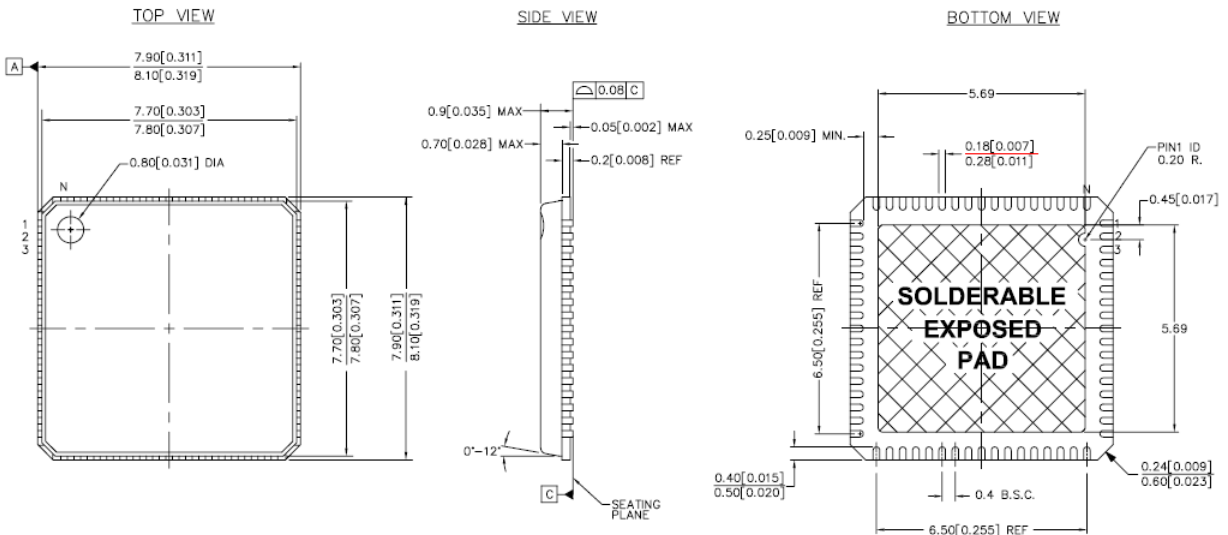 TOP VIEW
SIDE VIEW
BOTTOM VIEW
A
7.90[0.311]
8.10[0.319]
7.70[0.303]
7.80[0.307]
0.80[0.031] DIA
N
1
2
3
7.70[0.303]
7.80[0.307]
7.90[0.311]
8.10[0.319]
0.08 C
0.9[0.035] MAX
0.05[0.002] MAX
0.70[0.028] MAX
0.2[0.008] REF
0°-12°
C
SEATING
PLANE
5.69
0.25[0.009] MIN.
0.18[0.007]
0.28[0.011]
PIN1 ID
0.20 R.
N
0.45[0.017]
1
2
3
6.50[0.255] REF
SOLDERABLE
EXPOSED
PAD
5.69
0.40[0.015]
0.50[0.020]
0.4 B.S.C.
0.24[0.009]
0.60[0.023]
6.50[0.255] REF